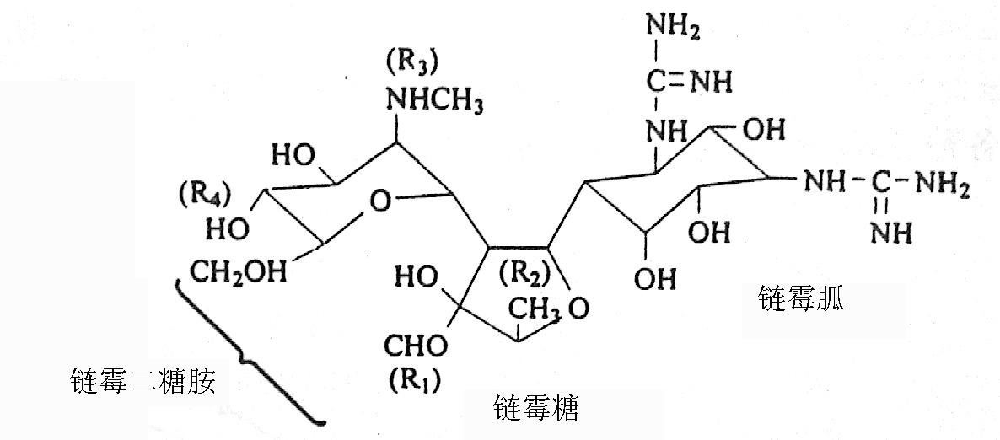 NH₂
(R₃)
C=NH
NHCH₃
NH
OH
HO
(R₄)
O
NH-C-NH₂
HO
OH
NH
CH₂OH
HO
(R₂)
OH
链霉胍
CH₃
O
CHO
(R₁)
链霉二糖胺
链霉糖